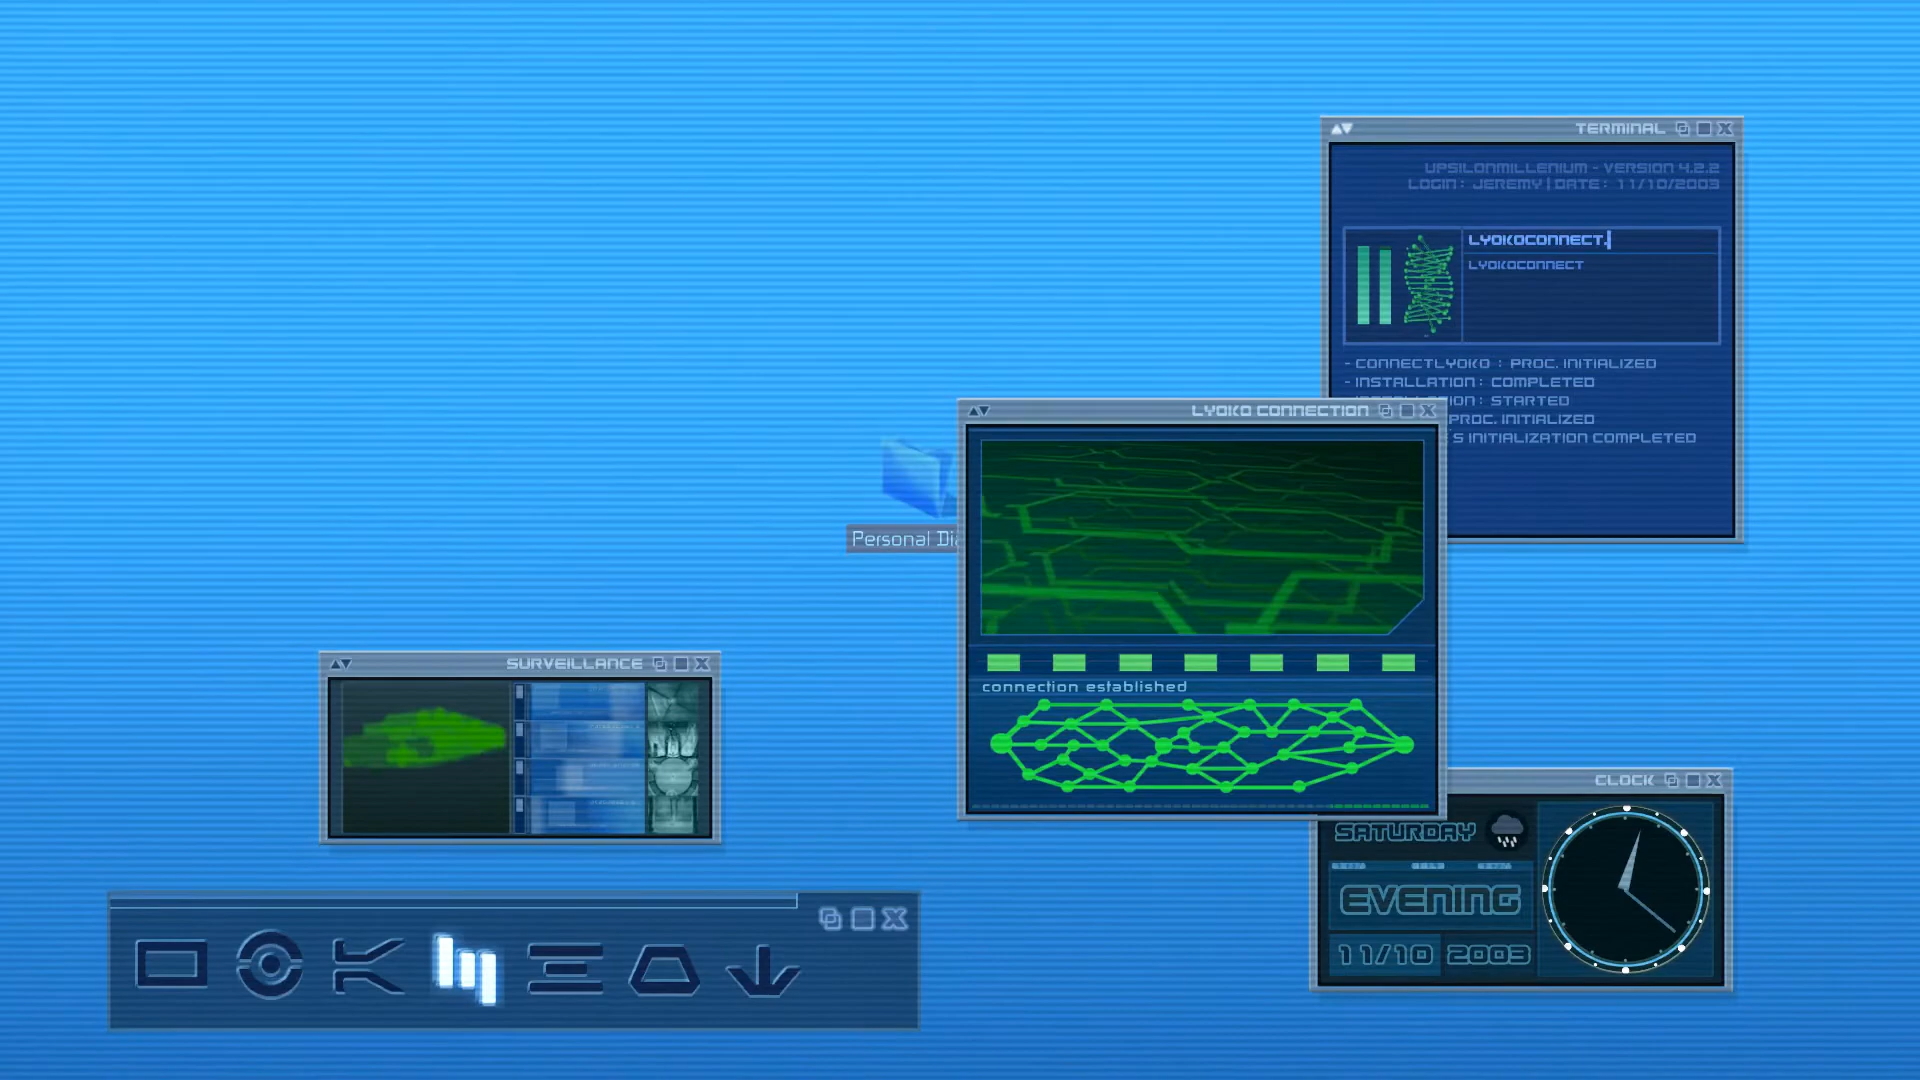 TERMINAL
UPSILONMILLENIUM - VERSION 4.2.2
LOGIN : JEREMY | DATE : 11/10/2003
LYOKOCONNECT.
LYOKOCONNECT
- CONNECTLYOKO : PROC. INITIALIZED
- INSTALLATION : COMPLETED
: STARTED
PROC. INITIALIZED
S INITIALIZATION COMPLETED
LYOKO CONNECTION
connection established
Personal Di
SURVEILLANCE
CLOCK
SATURDAY
EVENING
11/10 2003